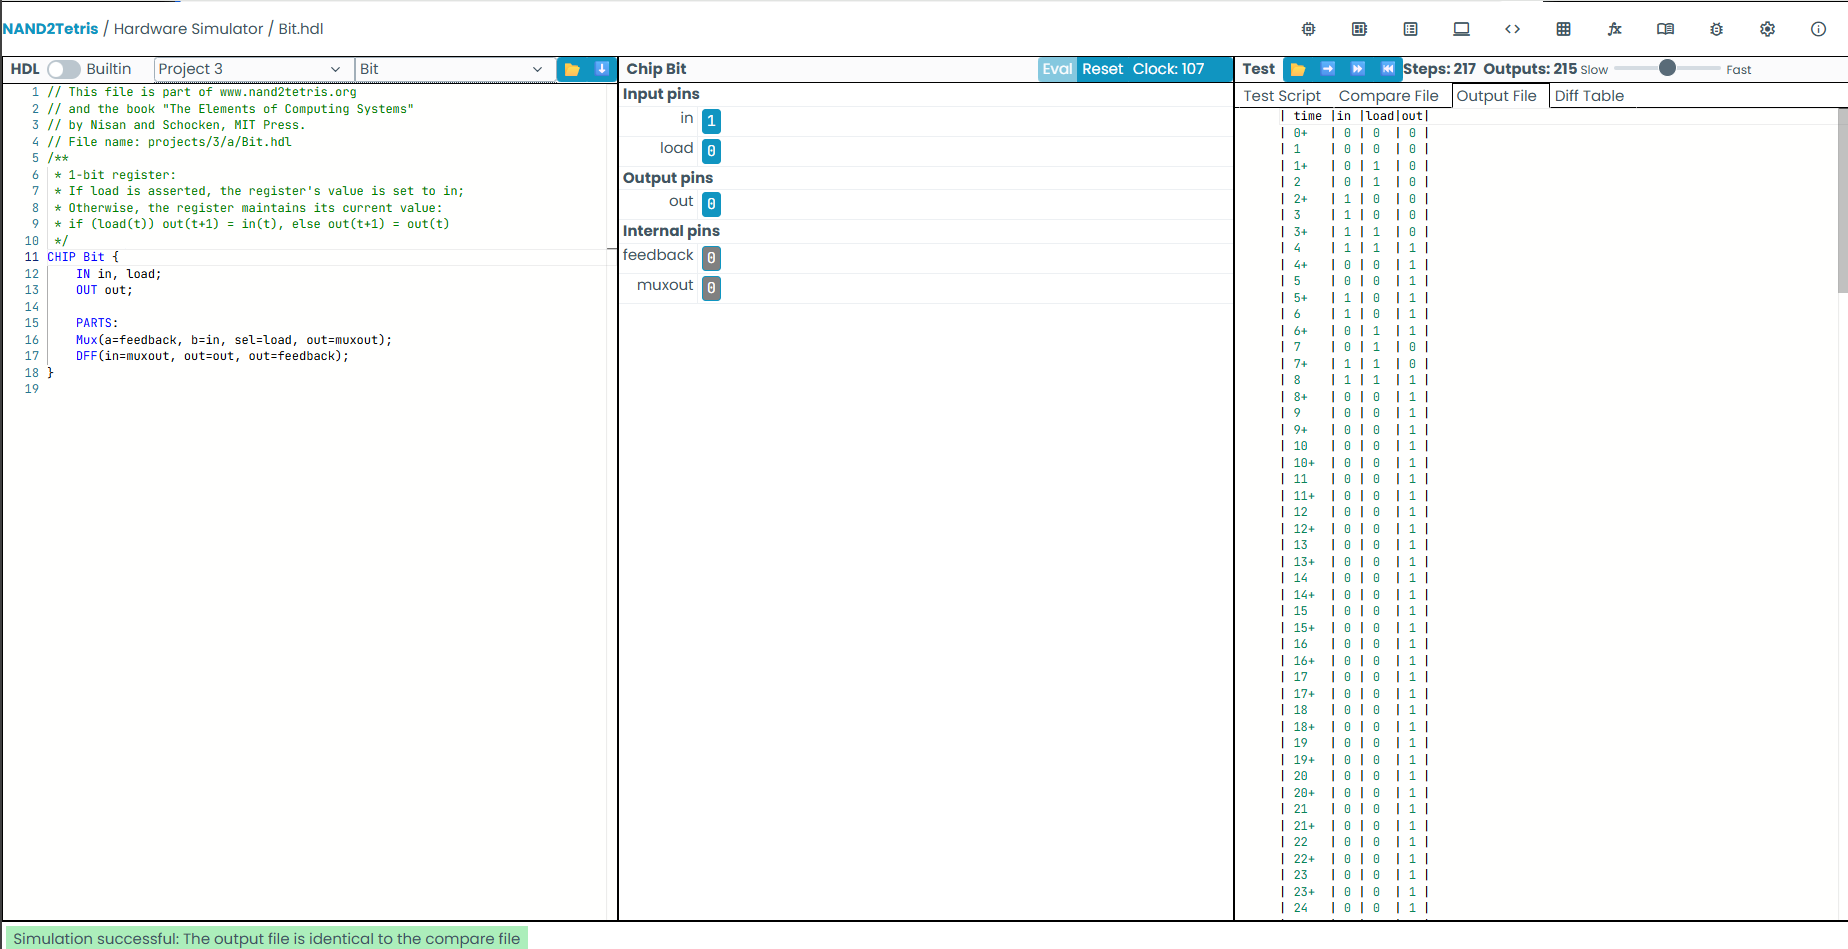 NAND2Tetris / Hardware Simulator / Bit.hdl
HDL Builtin Project 3 Bit
1 // This file is part of www.nand2tetris.org
2 // and the book "The Elements of Computing Systems"
3 // by Nisan and Schocken, MIT Press.
4 // File name: projects/3/a/Bit.hdl
5 /**
6 * 1-bit register:
7 * If load is asserted, the register's value is set to in;
8 * Otherwise, the register maintains its current value:
9 * if (load(t)) out(t+1) = in(t), else out(t+1) = out(t)
10 */
11 CHIP Bit {
12 IN in, load;
13 OUT out;
14
15 PARTS:
16 Mux(a=feedback, b=in, sel=load, out=muxout);
17 DFF(in=muxout, out=out, out=feedback);
18 }
19
Chip Bit Eval Reset Clock: 107
Input pins
in 1
load 0
Output pins
out 0
Internal pins
feedback 0
muxout 0
Test Steps: 217 Outputs: 215 Slow Fast
Test Script Compare File Output File Diff Table
| time |in |load|out|
| 0+ | 0 | 0 | 0 |
| 1 | 0 | 0 | 0 |
| 1+ | 0 | 1 | 0 |
| 2 | 0 | 1 | 0 |
| 2+ | 1 | 0 | 0 |
| 3 | 1 | 0 | 0 |
| 3+ | 1 | 1 | 0 |
| 4 | 1 | 1 | 1 |
| 4+ | 0 | 0 | 1 |
| 5 | 0 | 0 | 1 |
| 5+ | 1 | 0 | 1 |
| 6 | 1 | 0 | 1 |
| 6+ | 0 | 1 | 1 |
| 7 | 0 | 1 | 0 |
| 7+ | 1 | 1 | 0 |
| 8 | 1 | 1 | 1 |
| 8+ | 0 | 0 | 1 |
| 9 | 0 | 0 | 1 |
| 9+ | 0 | 0 | 1 |
| 10 | 0 | 0 | 1 |
| 10+ | 0 | 0 | 1 |
| 11 | 0 | 0 | 1 |
| 11+ | 0 | 0 | 1 |
| 12 | 0 | 0 | 1 |
| 12+ | 0 | 0 | 1 |
| 13 | 0 | 0 | 1 |
| 13+ | 0 | 0 | 1 |
| 14 | 0 | 0 | 1 |
| 14+ | 0 | 0 | 1 |
| 15 | 0 | 0 | 1 |
| 15+ | 0 | 0 | 1 |
| 16 | 0 | 0 | 1 |
| 16+ | 0 | 0 | 1 |
| 17 | 0 | 0 | 1 |
| 17+ | 0 | 0 | 1 |
| 18 | 0 | 0 | 1 |
| 18+ | 0 | 0 | 1 |
| 19 | 0 | 0 | 1 |
| 19+ | 0 | 0 | 1 |
| 20 | 0 | 0 | 1 |
| 20+ | 0 | 0 | 1 |
| 21 | 0 | 0 | 1 |
| 21+ | 0 | 0 | 1 |
| 22 | 0 | 0 | 1 |
| 22+ | 0 | 0 | 1 |
| 23 | 0 | 0 | 1 |
| 23+ | 0 | 0 | 1 |
| 24 | 0 | 0 | 1 |
Simulation successful: The output file is identical to the compare file